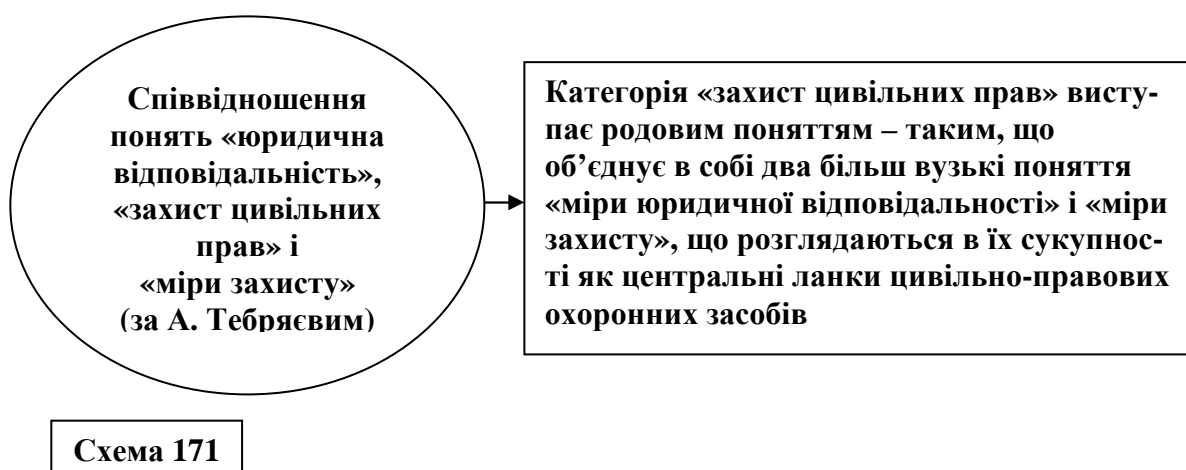 Співвідношення
понять «юридична
відповідальність»,
«захист цивільних
прав» і
«міри захисту»
(за А. Тебряєвим)
Категорія «захист цивільних прав» висту-
пає родовим поняттям – таким, що
об’єднує в собі два більш вузькі поняття
«міри юридичної відповідальності» і «міри
захисту», що розглядаються в їх сукупнос-
ті як центральні ланки цивільно-правових
охоронних засобів
Схема 171